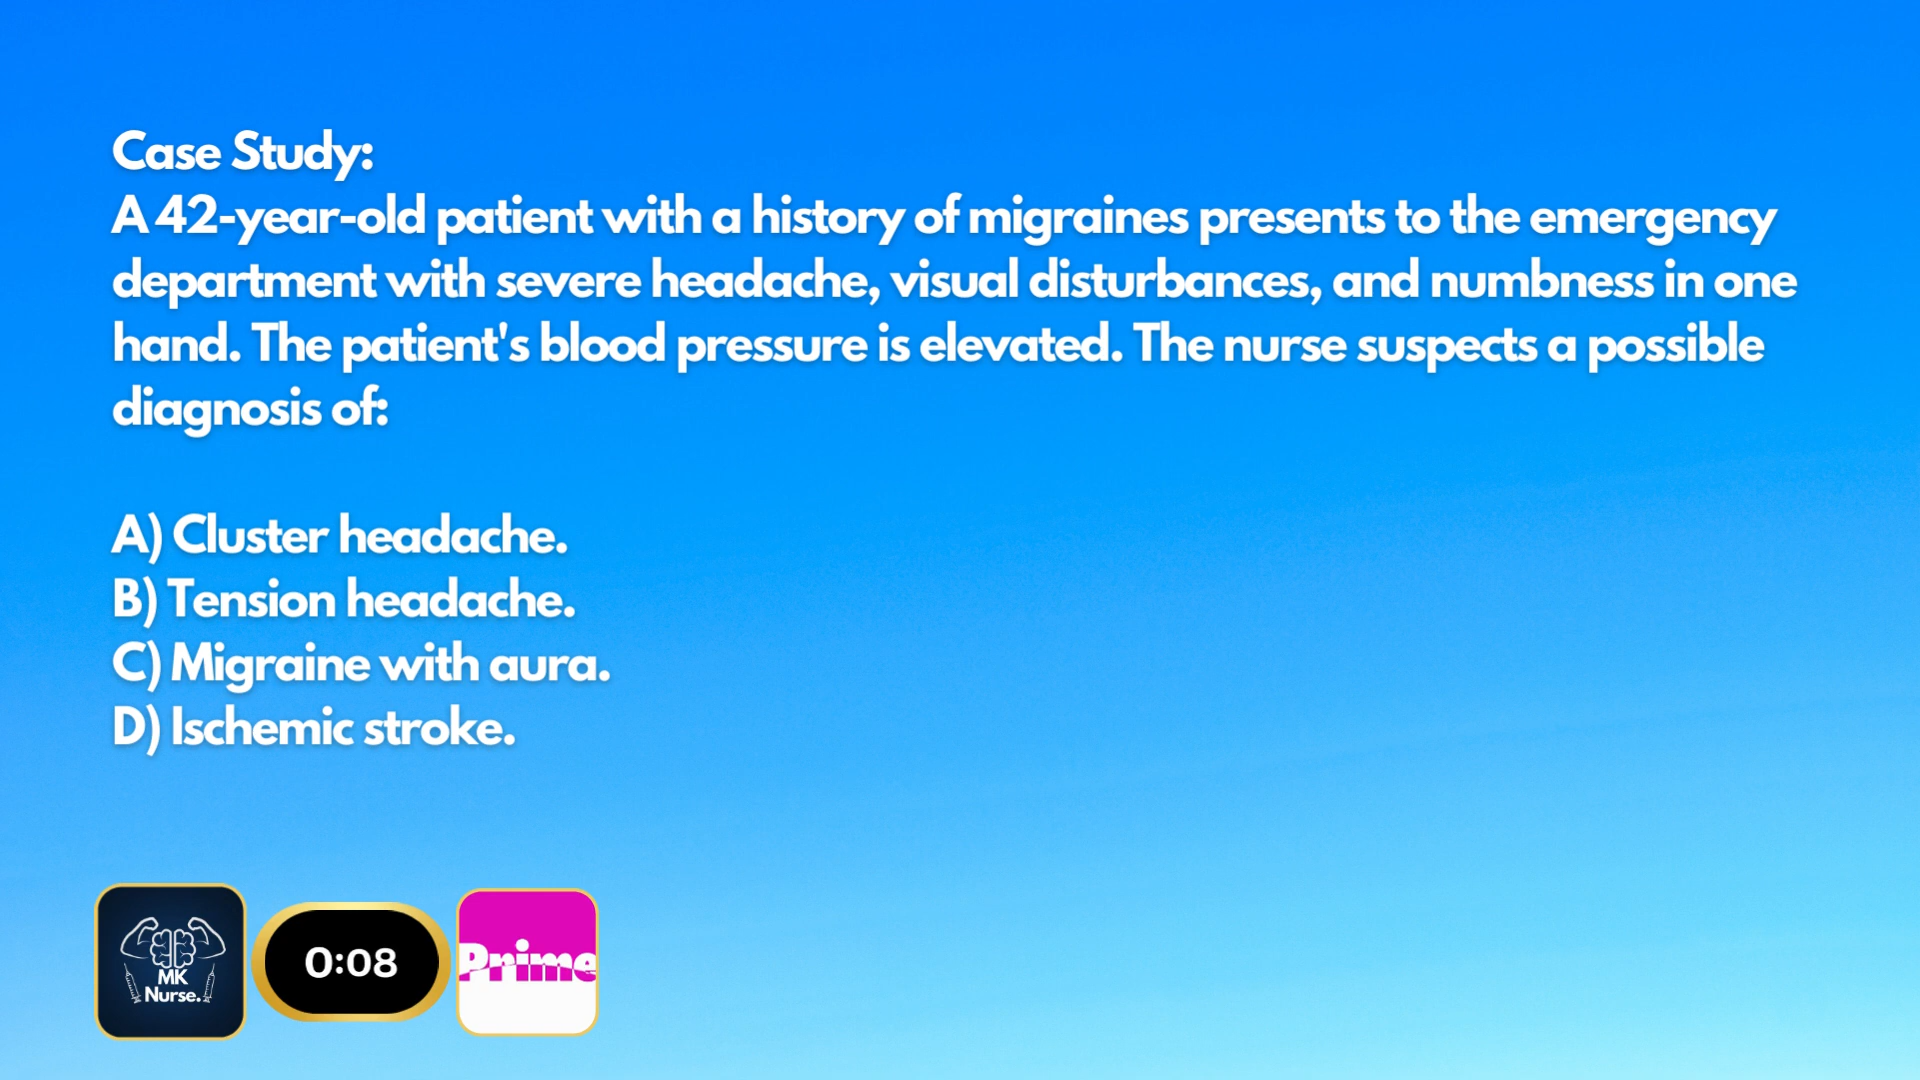 Case Study:
A 42-year-old patient with a history of migraines presents to the emergency
department with severe headache, visual disturbances, and numbness in one
hand. The patient's blood pressure is elevated. The nurse suspects a possible
diagnosis of:
A) Cluster headache.
B) Tension headache.
C) Migraine with aura.
D) Ischemic stroke.
MK
Nurse.
0:08
Prime